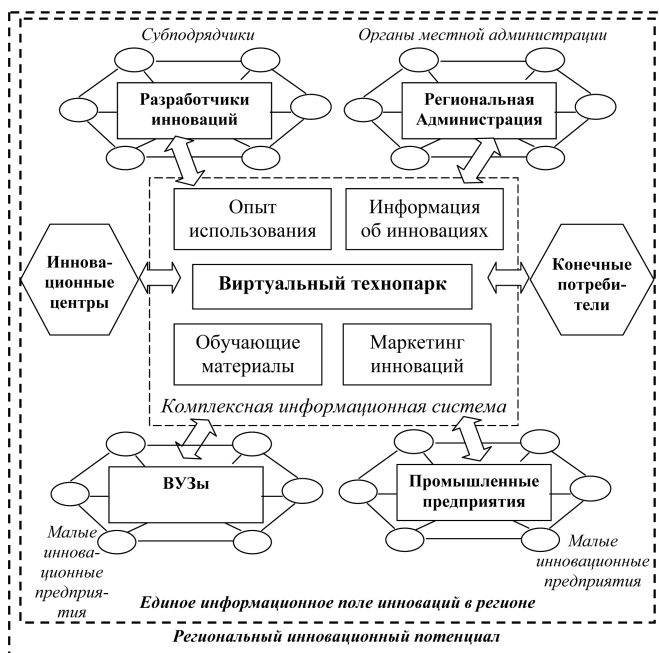 Субподрядчики
Органы местной администрации
Разработчики
инноваций
Региональная
Администрация
Опыт
использования
Информация
об инновациях
Иннова-
ционные
центры
Виртуальный технопарк
Конечные
потреби-
тели
Обучающие
материалы
Маркетинг
инноваций
Комплексная информационная система
ВУЗы
Промышленные
предприятия
Малые
иннова-
ционные
предприя-
тия
Малые
инновационные
предприятия
Единое информационное поле инноваций в регионе
Региональный инновационный потенциал